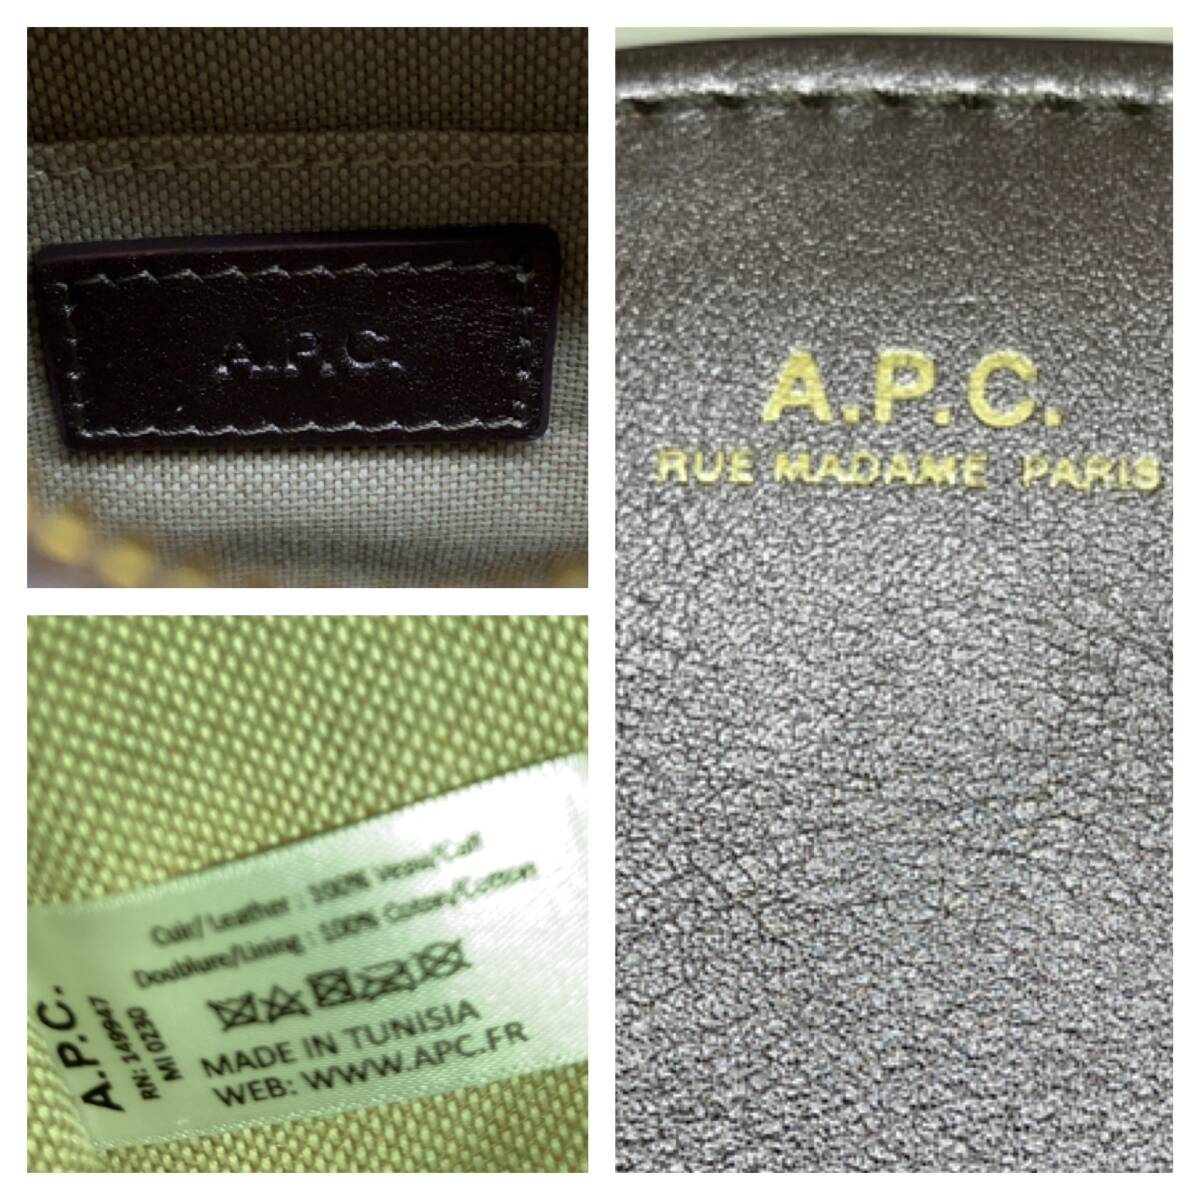 A.P.C.
A.P.C.
RUE MADAME PARIS
Cuir/ Leather : 100% Veau/Calf
Doublure/Lining : 100% Cotony/Cotton
MADE IN TUNISIA
WEB: WWW.APC.FR
A.P.C.
RN: 149947
MI 0230